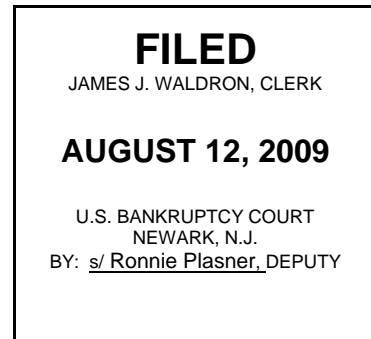 FILED
JAMES J. WALDRON, CLERK
AUGUST 12, 2009
U.S. BANKRUPTCY COURT
NEWARK, N.J.
BY: s/ Ronnie Plasner, DEPUTY